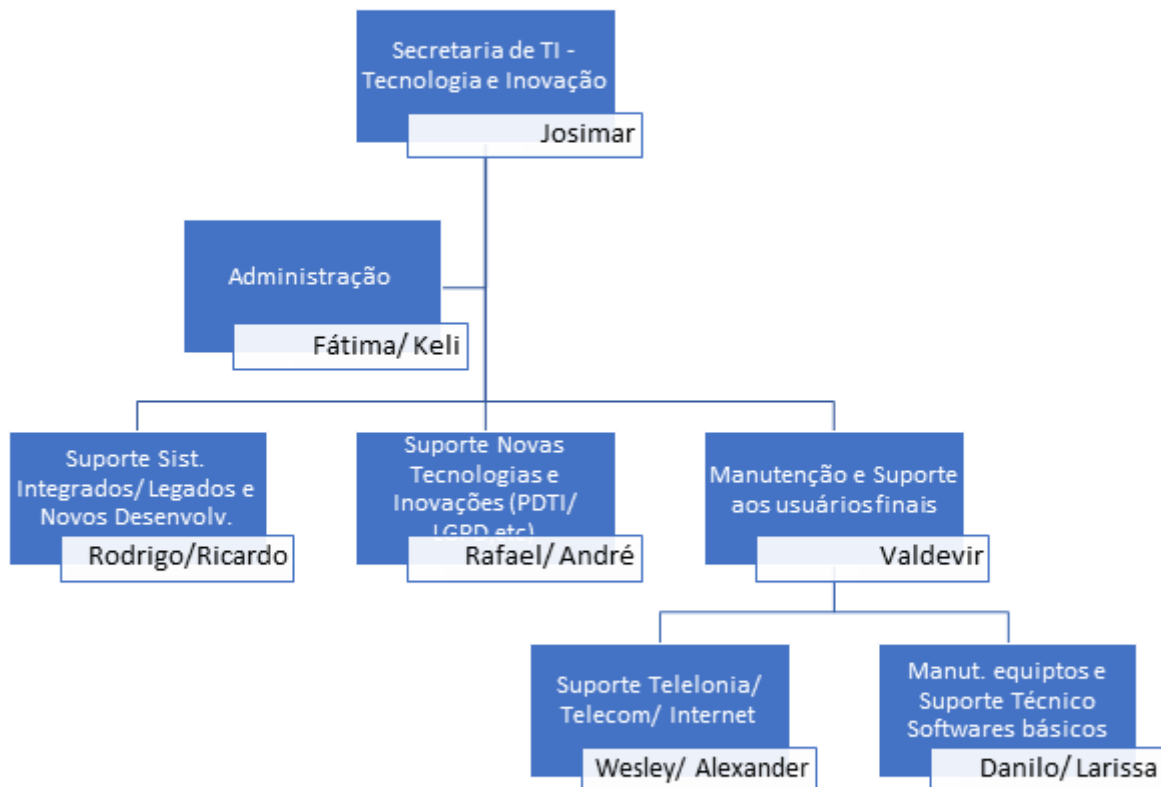 Secretaria de TI -
Tecnologia e Inovação
Josimar
Administração
Fátima/ Keli
Suporte Sist.
Integrados/ Legados e
Novos Desenvolv.
Rodrigo/Ricardo
Suporte Novas
Tecnologias e
Inovações (PDTI/
LGPD etc)
Rafael/ André
Manutenção e Suporte
aos usuários finais
Valdevir
Suporte Telelonia/
Telecom/ Internet
Wesley/ Alexander
Manut. equiptos e
Suporte Técnico
Softwares básicos
Danilo/ Larissa